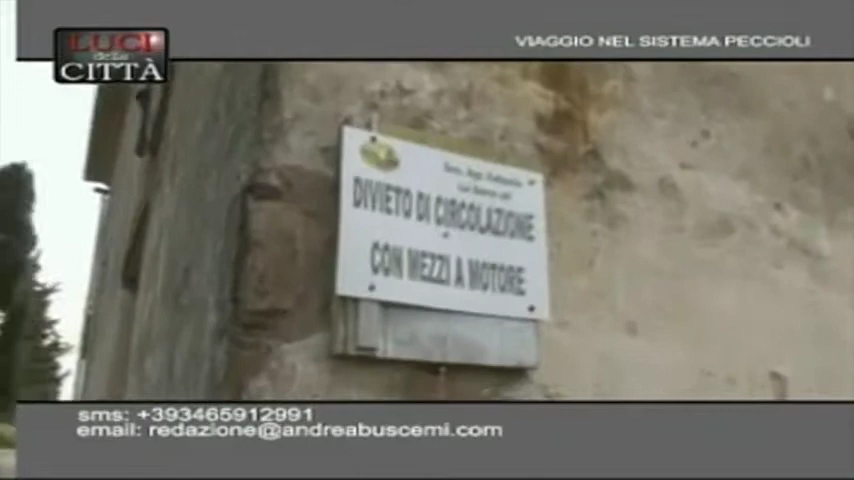 LUCI
della
CITTÀ
VIAGGIO NEL SISTEMA PECCIOLI
DIVIETO DI CIRCOLAZIONE
CON MEZZI A MOTORE
sms: +393465912991
email: redazione@andreabuscemi.com